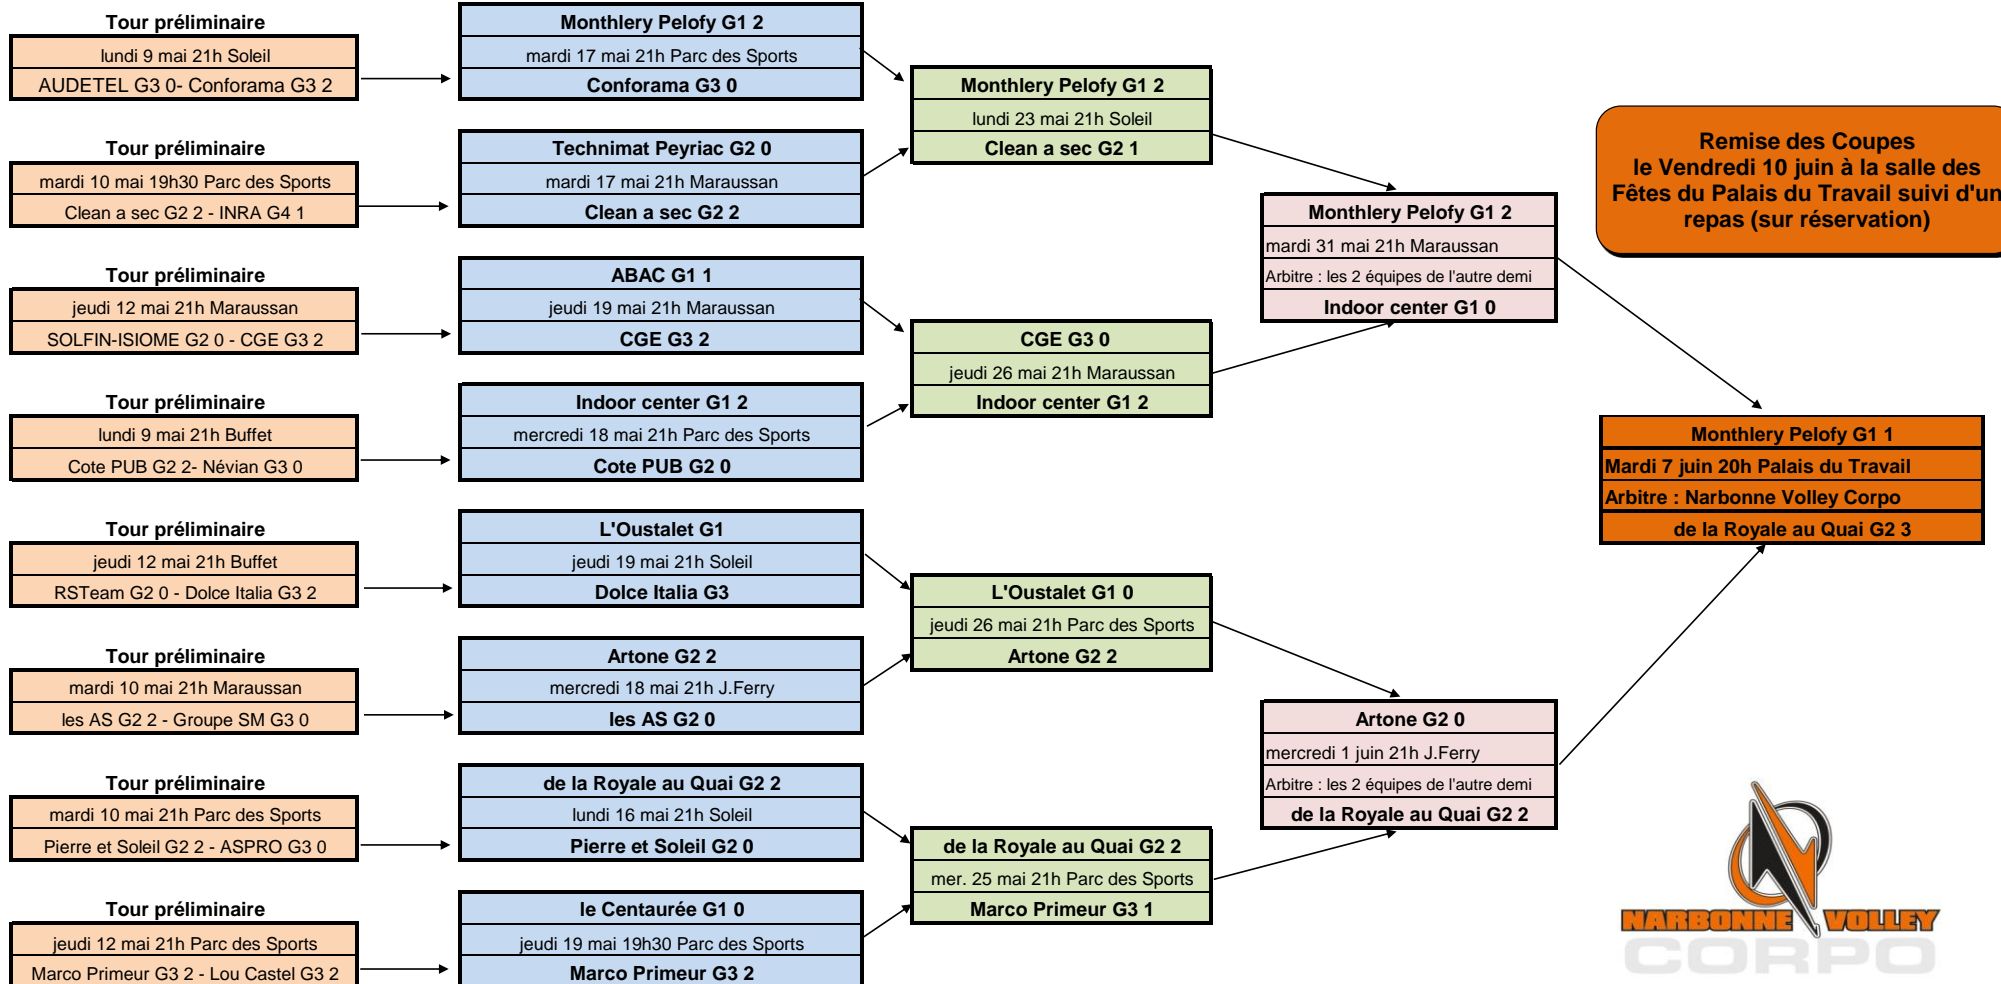 Tour préliminaire
lundi 9 mai 21h Soleil
AUDETEL G3 0- Conforama G3 2
Tour préliminaire
mardi 10 mai 19h30 Parc des Sports
Clean a sec G2 2 - INRA G4 1
Tour préliminaire
jeudi 12 mai 21h Maraussan
SOLFIN-ISIOME G2 0 - CGE G3 2
Tour préliminaire
lundi 9 mai 21h Buffet
Cote PUB G2 2- Névian G3 0
Tour préliminaire
jeudi 12 mai 21h Buffet
RSTeam G2 0 - Dolce Italia G3 2
Tour préliminaire
mardi 10 mai 21h Maraussan
les AS G2 2 - Groupe SM G3 0
Tour préliminaire
mardi 10 mai 21h Parc des Sports
Pierre et Soleil G2 2 - ASPRO G3 0
Tour préliminaire
jeudi 12 mai 21h Parc des Sports
Marco Primeur G3 2 - Lou Castel G3 2
Monthlery Pelofy G1 2
mardi 17 mai 21h Parc des Sports
Conforama G3 0
Technimat Peyriac G2 0
mardi 17 mai 21h Maraussan
Clean a sec G2 2
ABAC G1 1
jeudi 19 mai 21h Maraussan
CGE G3 2
Indoor center G1 2
mercredi 18 mai 21h Parc des Sports
Cote PUB G2 0
L'Oustalet G1
jeudi 19 mai 21h Soleil
Dolce Italia G3
Artone G2 2
mercredi 18 mai 21h J.Ferry
les AS G2 0
de la Royale au Quai G2 2
lundi 16 mai 21h Soleil
Pierre et Soleil G2 0
le Centaurée G1 0
jeudi 19 mai 19h30 Parc des Sports
Marco Primeur G3 2
Monthlery Pelofy G1 2
lundi 23 mai 21h Soleil
Clean a sec G2 1
CGE G3 0
jeudi 26 mai 21h Maraussan
Indoor center G1 2
L'Oustalet G1 0
jeudi 26 mai 21h Parc des Sports
Artone G2 2
de la Royale au Quai G2 2
mer. 25 mai 21h Parc des Sports
Marco Primeur G3 1
Monthlery Pelofy G1 2
mardi 31 mai 21h Maraussan
Arbitre : les 2 équipes de l'autre demi
Indoor center G1 0
Artone G2 0
mercredi 1 juin 21h J.Ferry
Arbitre : les 2 équipes de l'autre demi
de la Royale au Quai G2 2
Remise des Coupes
le Vendredi 10 juin à la salle des
Fêtes du Palais du Travail suivi d'un
repas (sur réservation)
Monthlery Pelofy G1 1
Mardi 7 juin 20h Palais du Travail
Arbitre : Narbonne Volley Corpo
de la Royale au Quai G2 3
NARBONNE VOLLEY
CORPO